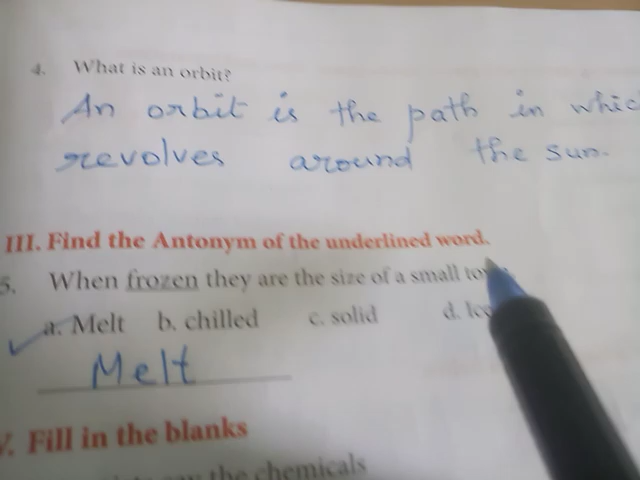 4. What is an orbit?
An orbit is the path in
revolves around the sun.
III. Find the Antonym of the underlined word.
5. When frozen they are the size of a small
a. Melt b. chilled c. solid d.
Melt
V. Fill in the blanks
the chemicals